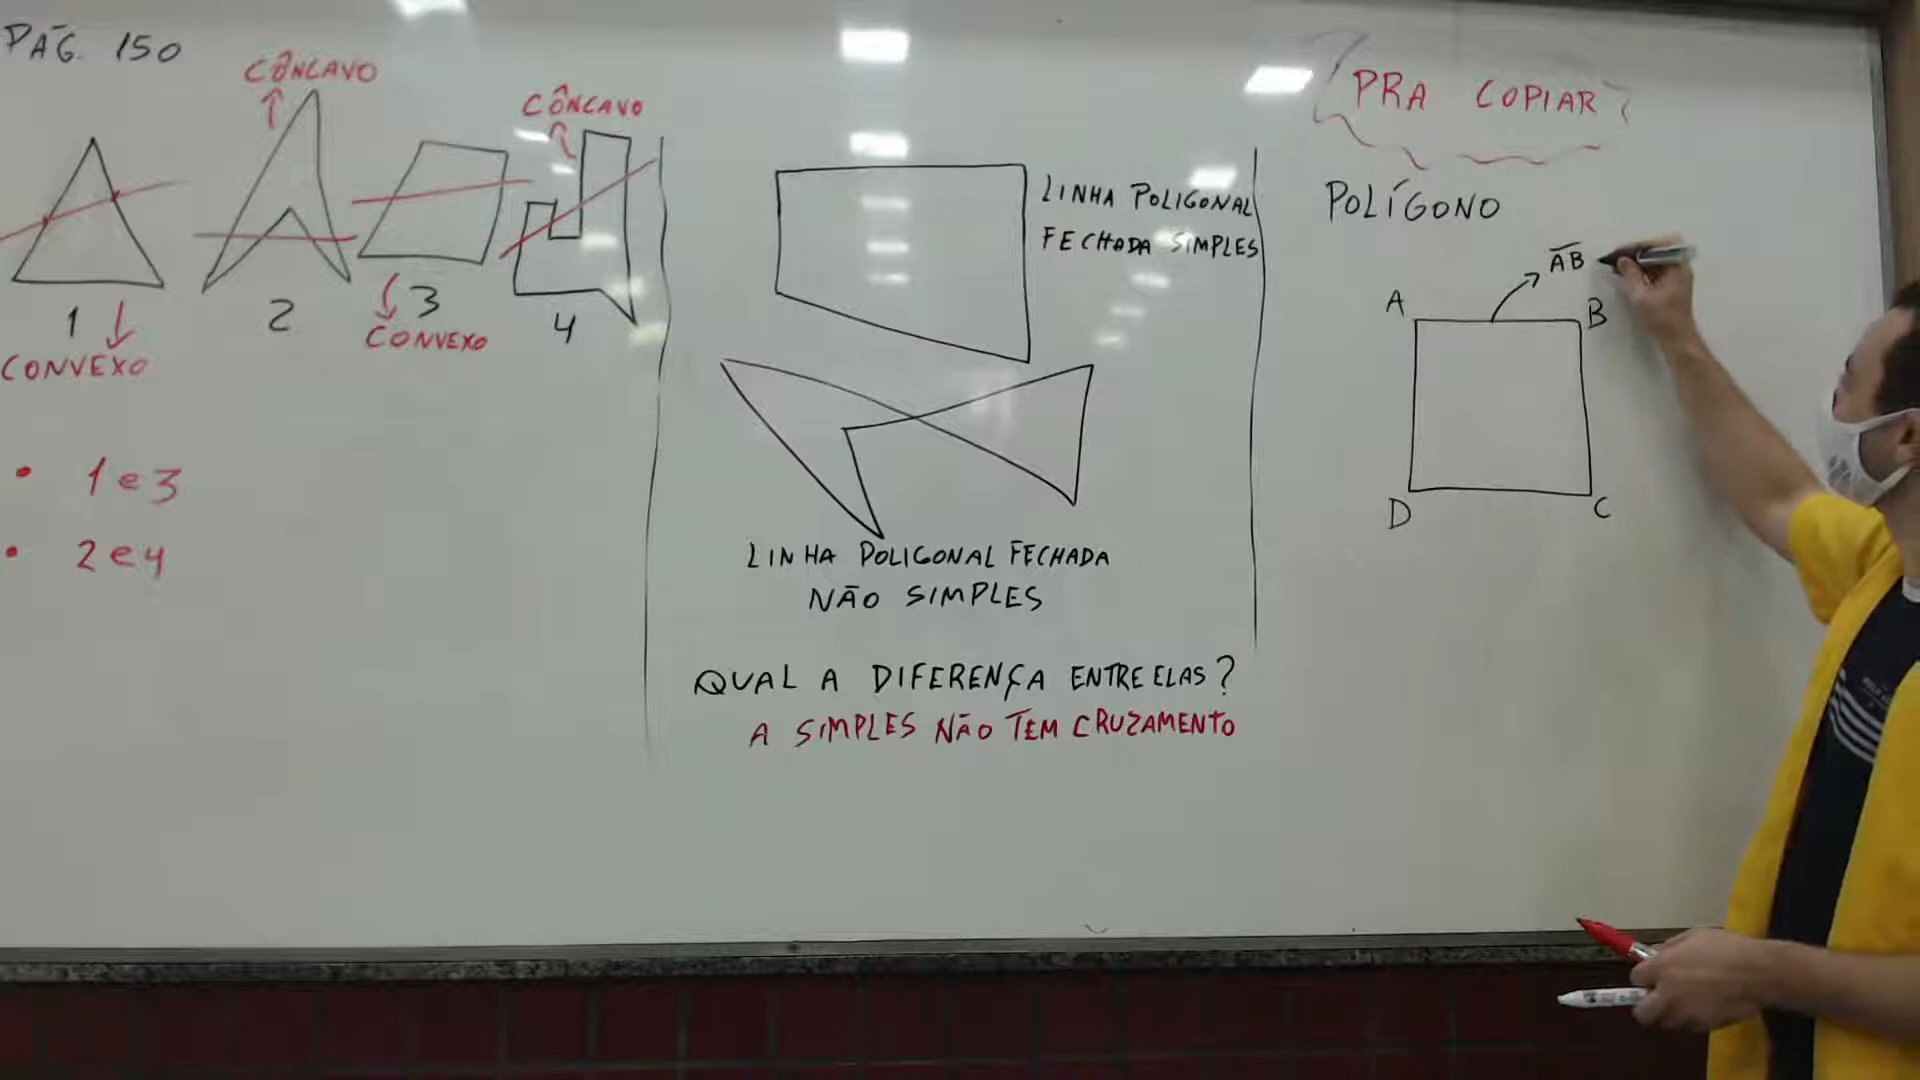 PÁG. 150
CÔNCAVO
CÔNCAVO
1
2
3
4
CONVEXO
CONVEXO
• 1 e 3
• 2 e 4
LINHA POLIGONAL
FECHADA SIMPLES
LINHA POLIGONAL FECHADA
NÃO SIMPLES
QUAL A DIFERENÇA ENTRE ELAS?
A SIMPLES NÃO TEM CRUZAMENTO
PRA COPIAR
POLÍGONO
AB
A
B
D
C